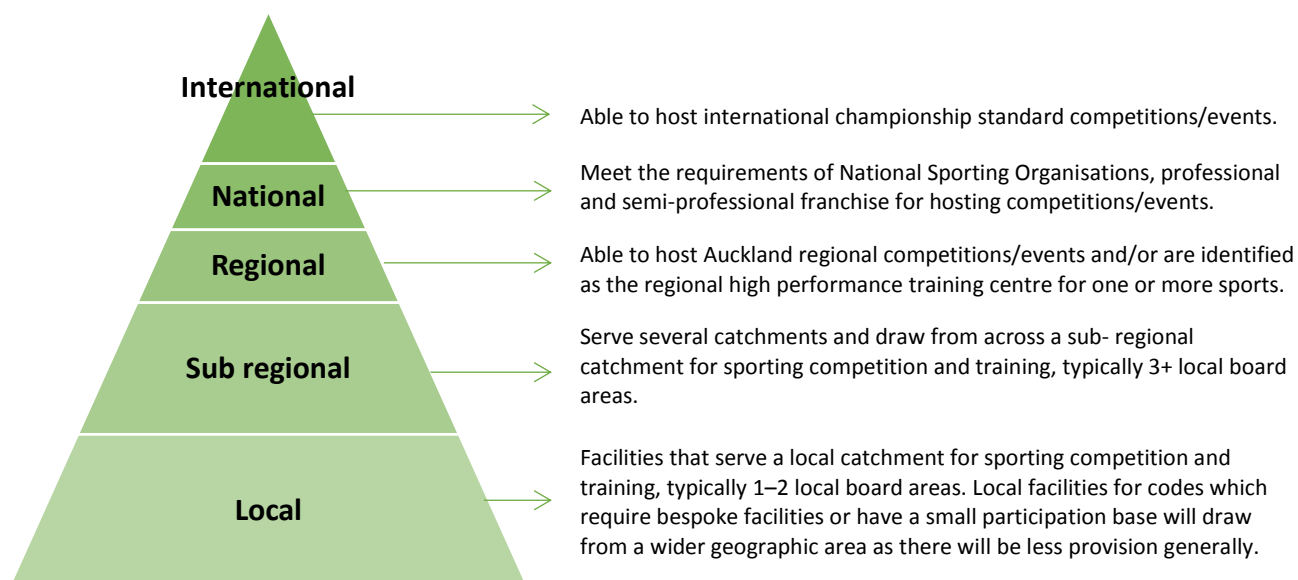 International
Able to host international championship standard competitions/events.
National
Meet the requirements of National Sporting Organisations, professional
and semi-professional franchise for hosting competitions/events.
Regional
Able to host Auckland regional competitions/events and/or are identified
as the regional high performance training centre for one or more sports.
Sub regional
Serve several catchments and draw from across a sub- regional
catchment for sporting competition and training, typically 3+ local board
areas.
Local
Facilities that serve a local catchment for sporting competition and
training, typically 1–2 local board areas. Local facilities for codes which
require bespoke facilities or have a small participation base will draw
from a wider geographic area as there will be less provision generally.